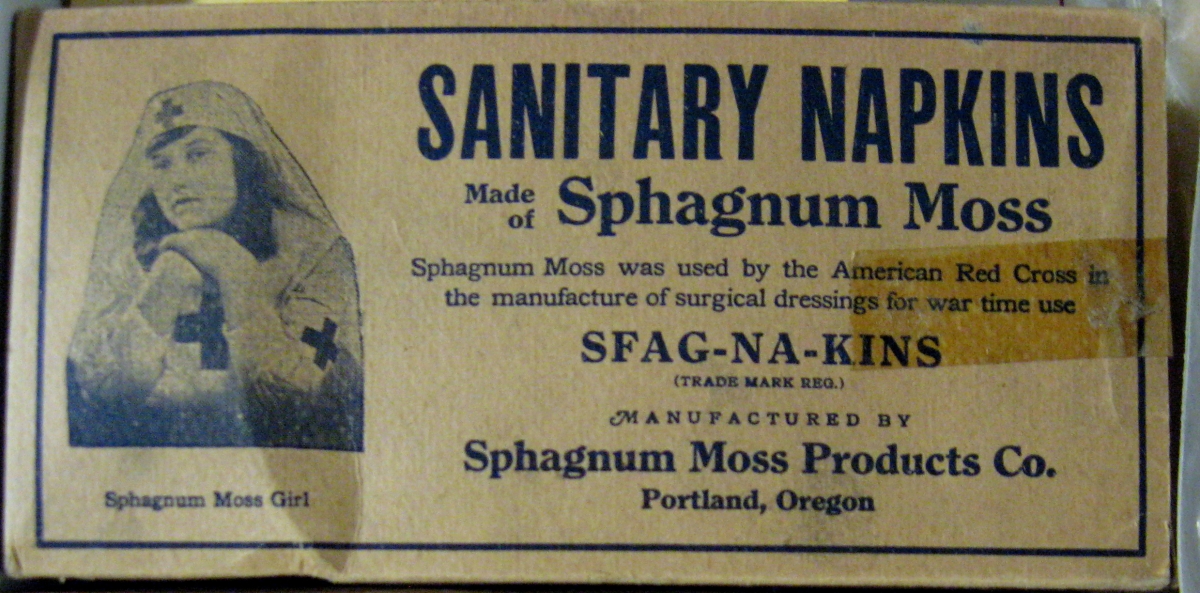 SANITARY NAPKINS
Made
of
Sphagnum Moss
Sphagnum Moss was used by the American Red Cross in
the manufacture of surgical dressings for war time use
SFAG-NA-KINS
(TRADE MARK REG.)
MANUFACTURED BY
Sphagnum Moss Products Co.
Portland, Oregon
Sphagnum Moss Girl